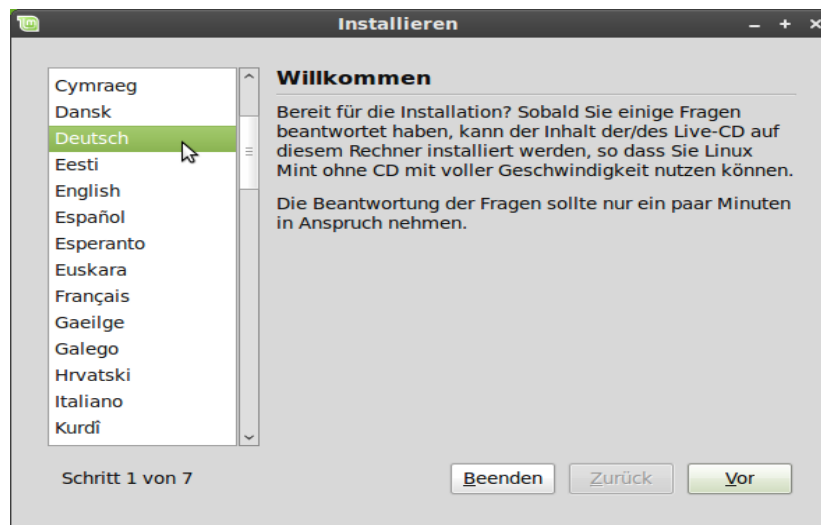 Installieren
Cymraeg
Dansk
Deutsch
Eesti
English
Español
Esperanto
Euskara
Français
Gaeilge
Galego
Hrvatski
Italiano
Kurdî
Willkommen
Bereit für die Installation? Sobald Sie einige Fragen
beantwortet haben, kann der Inhalt der/des Live-CD auf
diesem Rechner installiert werden, so dass Sie Linux
Mint ohne CD mit voller Geschwindigkeit nutzen können.
Die Beantwortung der Fragen sollte nur ein paar Minuten
in Anspruch nehmen.
Schritt 1 von 7
Beenden
Zurück
Vor